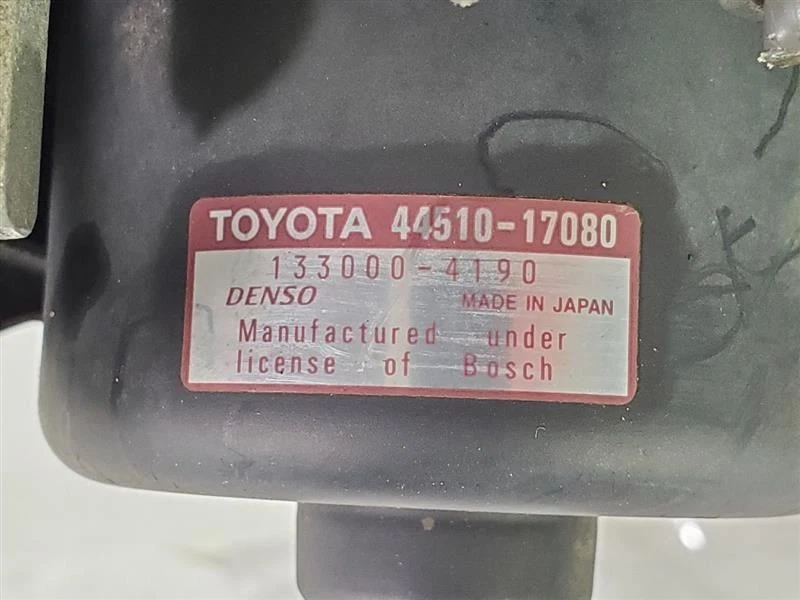 TOYOTA 44510-17080
133000-4190
DENSO MADE IN JAPAN
Manufactured under
license of Bosch